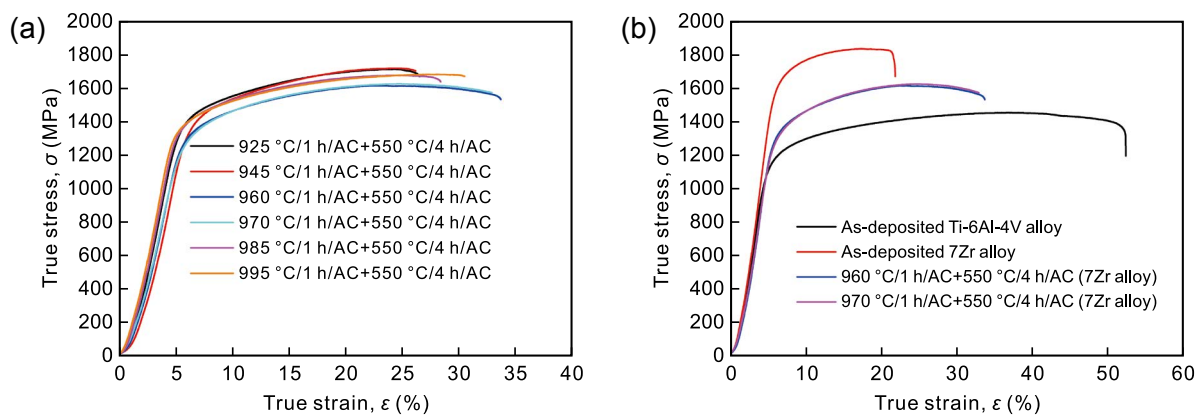 (a)
2000
1800
1600
1400
1200
1000
800
600
400
200
0
True stress, σ (MPa)
925 °C/1 h/AC+550 °C/4 h/AC
945 °C/1 h/AC+550 °C/4 h/AC
960 °C/1 h/AC+550 °C/4 h/AC
970 °C/1 h/AC+550 °C/4 h/AC
985 °C/1 h/AC+550 °C/4 h/AC
995 °C/1 h/AC+550 °C/4 h/AC
0 5 10 15 20 25 30 35 40
True strain, ε (%)
(b)
2000
1800
1600
1400
1200
1000
800
600
400
200
0
True stress, σ (MPa)
As-deposited Ti-6Al-4V alloy
As-deposited 7Zr alloy
960 °C/1 h/AC+550 °C/4 h/AC (7Zr alloy)
970 °C/1 h/AC+550 °C/4 h/AC (7Zr alloy)
0 10 20 30 40 50 60
True strain, ε (%)